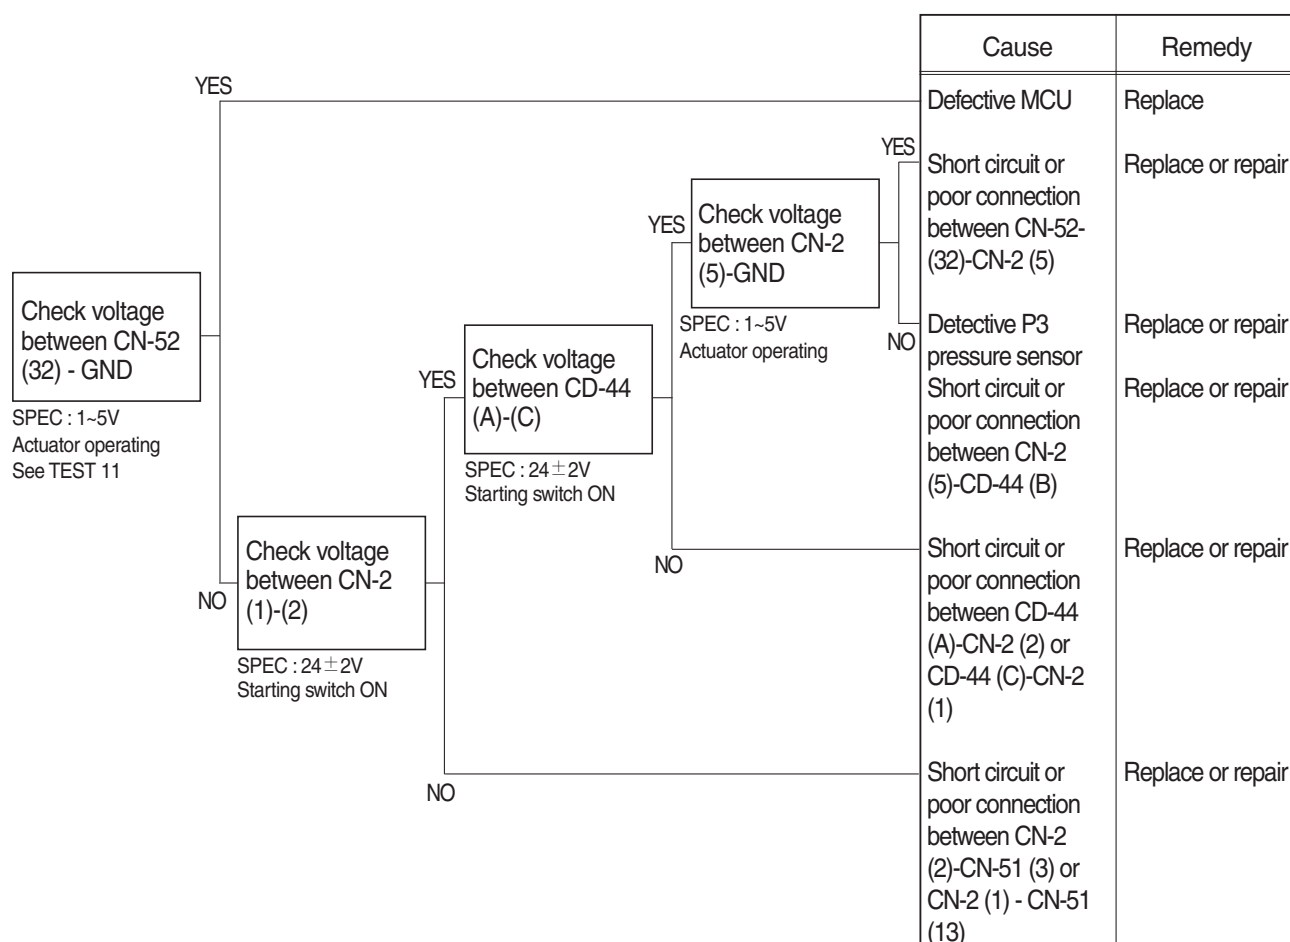 Cause
Remedy
YES
Defective MCU
Replace
YES
Short circuit or
poor connection
between CN-52-
(32)-CN-2 (5)
Replace or repair
YES
Check voltage
between CN-2
(5)-GND
SPEC : 1~5V
Actuator operating
NO
Detective P3
pressure sensor
Replace or repair
Short circuit or
poor connection
between CN-2
(5)-CD-44 (B)
Replace or repair
Check voltage
between CN-52
(32) - GND
SPEC : 1~5V
Actuator operating
See TEST 11
YES
Check voltage
between CD-44
(A)-(C)
SPEC : 24±2V
Starting switch ON
NO
Short circuit or
poor connection
between CD-44
(A)-CN-2 (2) or
CD-44 (C)-CN-2
(1)
Replace or repair
NO
Check voltage
between CN-2
(1)-(2)
SPEC : 24±2V
Starting switch ON
NO
Short circuit or
poor connection
between CN-2
(2)-CN-51 (3) or
CN-2 (1) - CN-51
(13)
Replace or repair